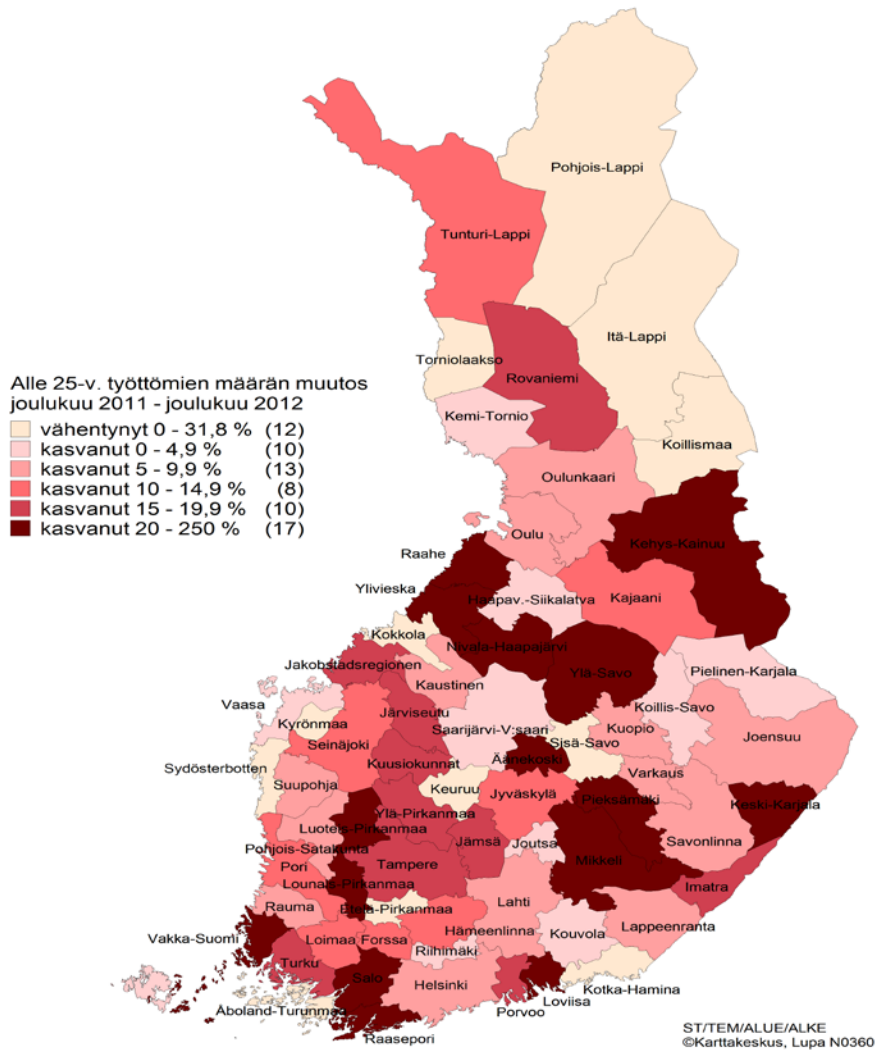 Pohjois-Lappi
Tunturi-Lappi
Itä-Lappi
Torniolaakso
Rovaniemi
Alle 25-v. työttömien määrän muutos
joulukuu 2011 - joulukuu 2012
vähentynyt 0 - 31,8 % (12)
kasvanut 0 - 4,9 % (10)
kasvanut 5 - 9,9 % (13)
kasvanut 10 - 14,9 % (8)
kasvanut 15 - 19,9 % (10)
kasvanut 20 - 250 % (17)
Kemi-Tornio
Koillismaa
Oulunkaari
Oulu
Kehys-Kainuu
Raahe
Ylivieska
Haapav.-Siikalatva
Kajaani
Kokkola
Nivala-Haapajärvi
Jakobstadsregionen
Ylä-Savo
Pielinen-Karjala
Kaustinen
Vaasa
Järviseutu
Koillis-Savo
Kyrönmaa
Saarijärvi-V:saari
Kuopio
Joensuu
Seinäjoki
Sisä-Savo
Sydösterbotten
Kuusiokunnat
Äänekoski
Suupohja
Keuruu
Jyväskylä
Varkaus
Pieksämäki
Keski-Karjala
Ylä-Pirkanmaa
Luoteis-Pirkanmaa
Pohjois-Satakunta
Jämsä
Joutsa
Savonlinna
Pori
Tampere
Mikkeli
Lounais-Pirkanmaa
Imatra
Rauma
Etelä-Pirkanmaa
Lahti
Lappeenranta
Vakka-Suomi
Loimaa
Forssa
Hämeenlinna
Kouvola
Riihimäki
Turku
Salo
Helsinki
Kotka-Hamina
Loviisa
Porvoo
Åboland-Turunmaa
Raasepori
ST/TEM/ALUE/ALKE
©Karttakeskus, Lupa N0360